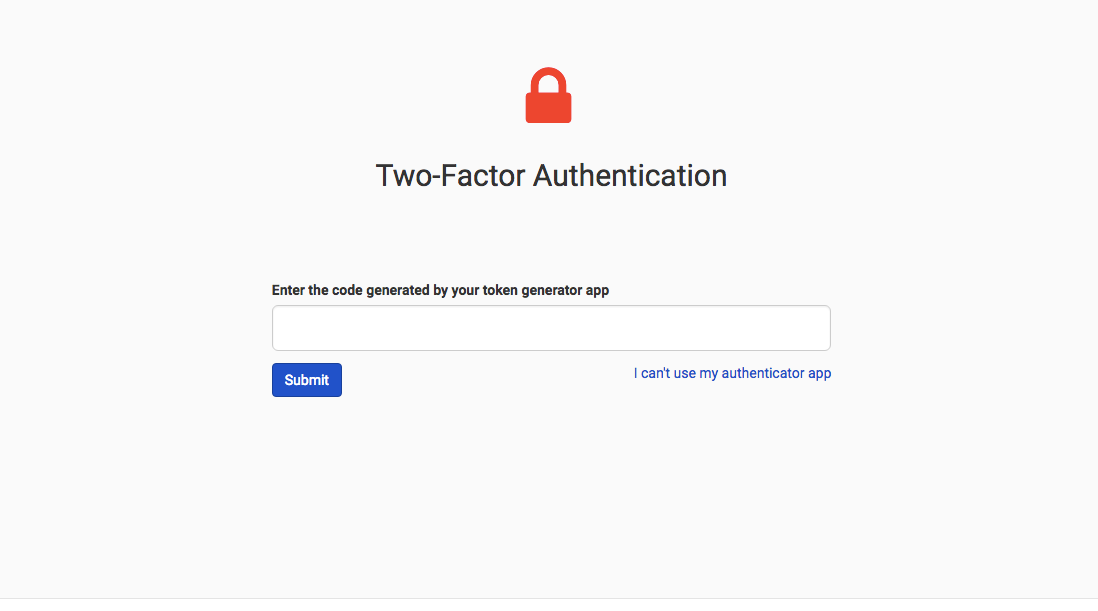 Two-Factor Authentication
Enter the code generated by your token generator app
Submit
I can't use my authenticator app